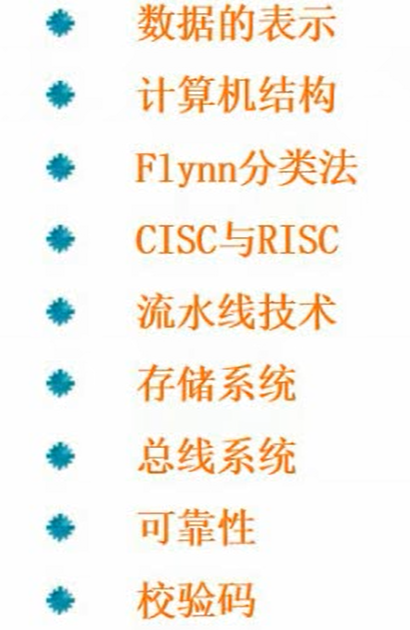 数据的表示
计算机结构
Flynn分类法
CISC与RISC
流水线技术
存储系统
总线系统
可靠性
校验码